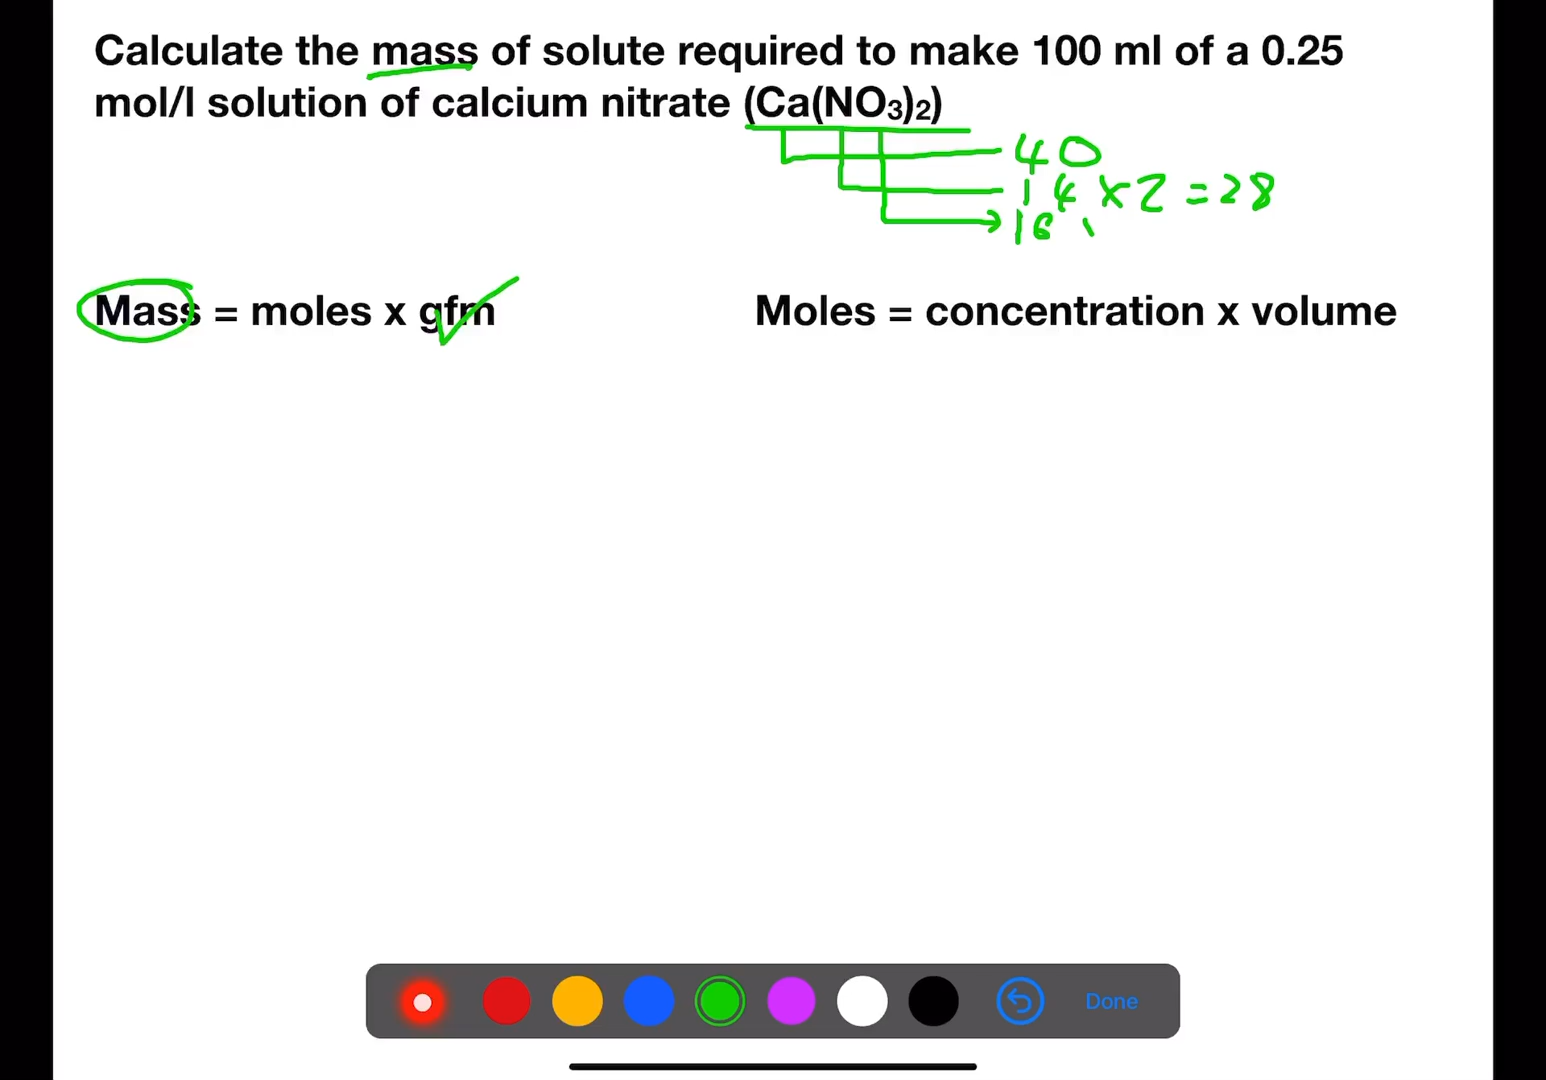 Calculate the mass of solute required to make 100 ml of a 0.25
mol/l solution of calcium nitrate (Ca(NO3)2)
40
14 x 2 = 28
16
Mass = moles x gfm
Moles = concentration x volume
Done